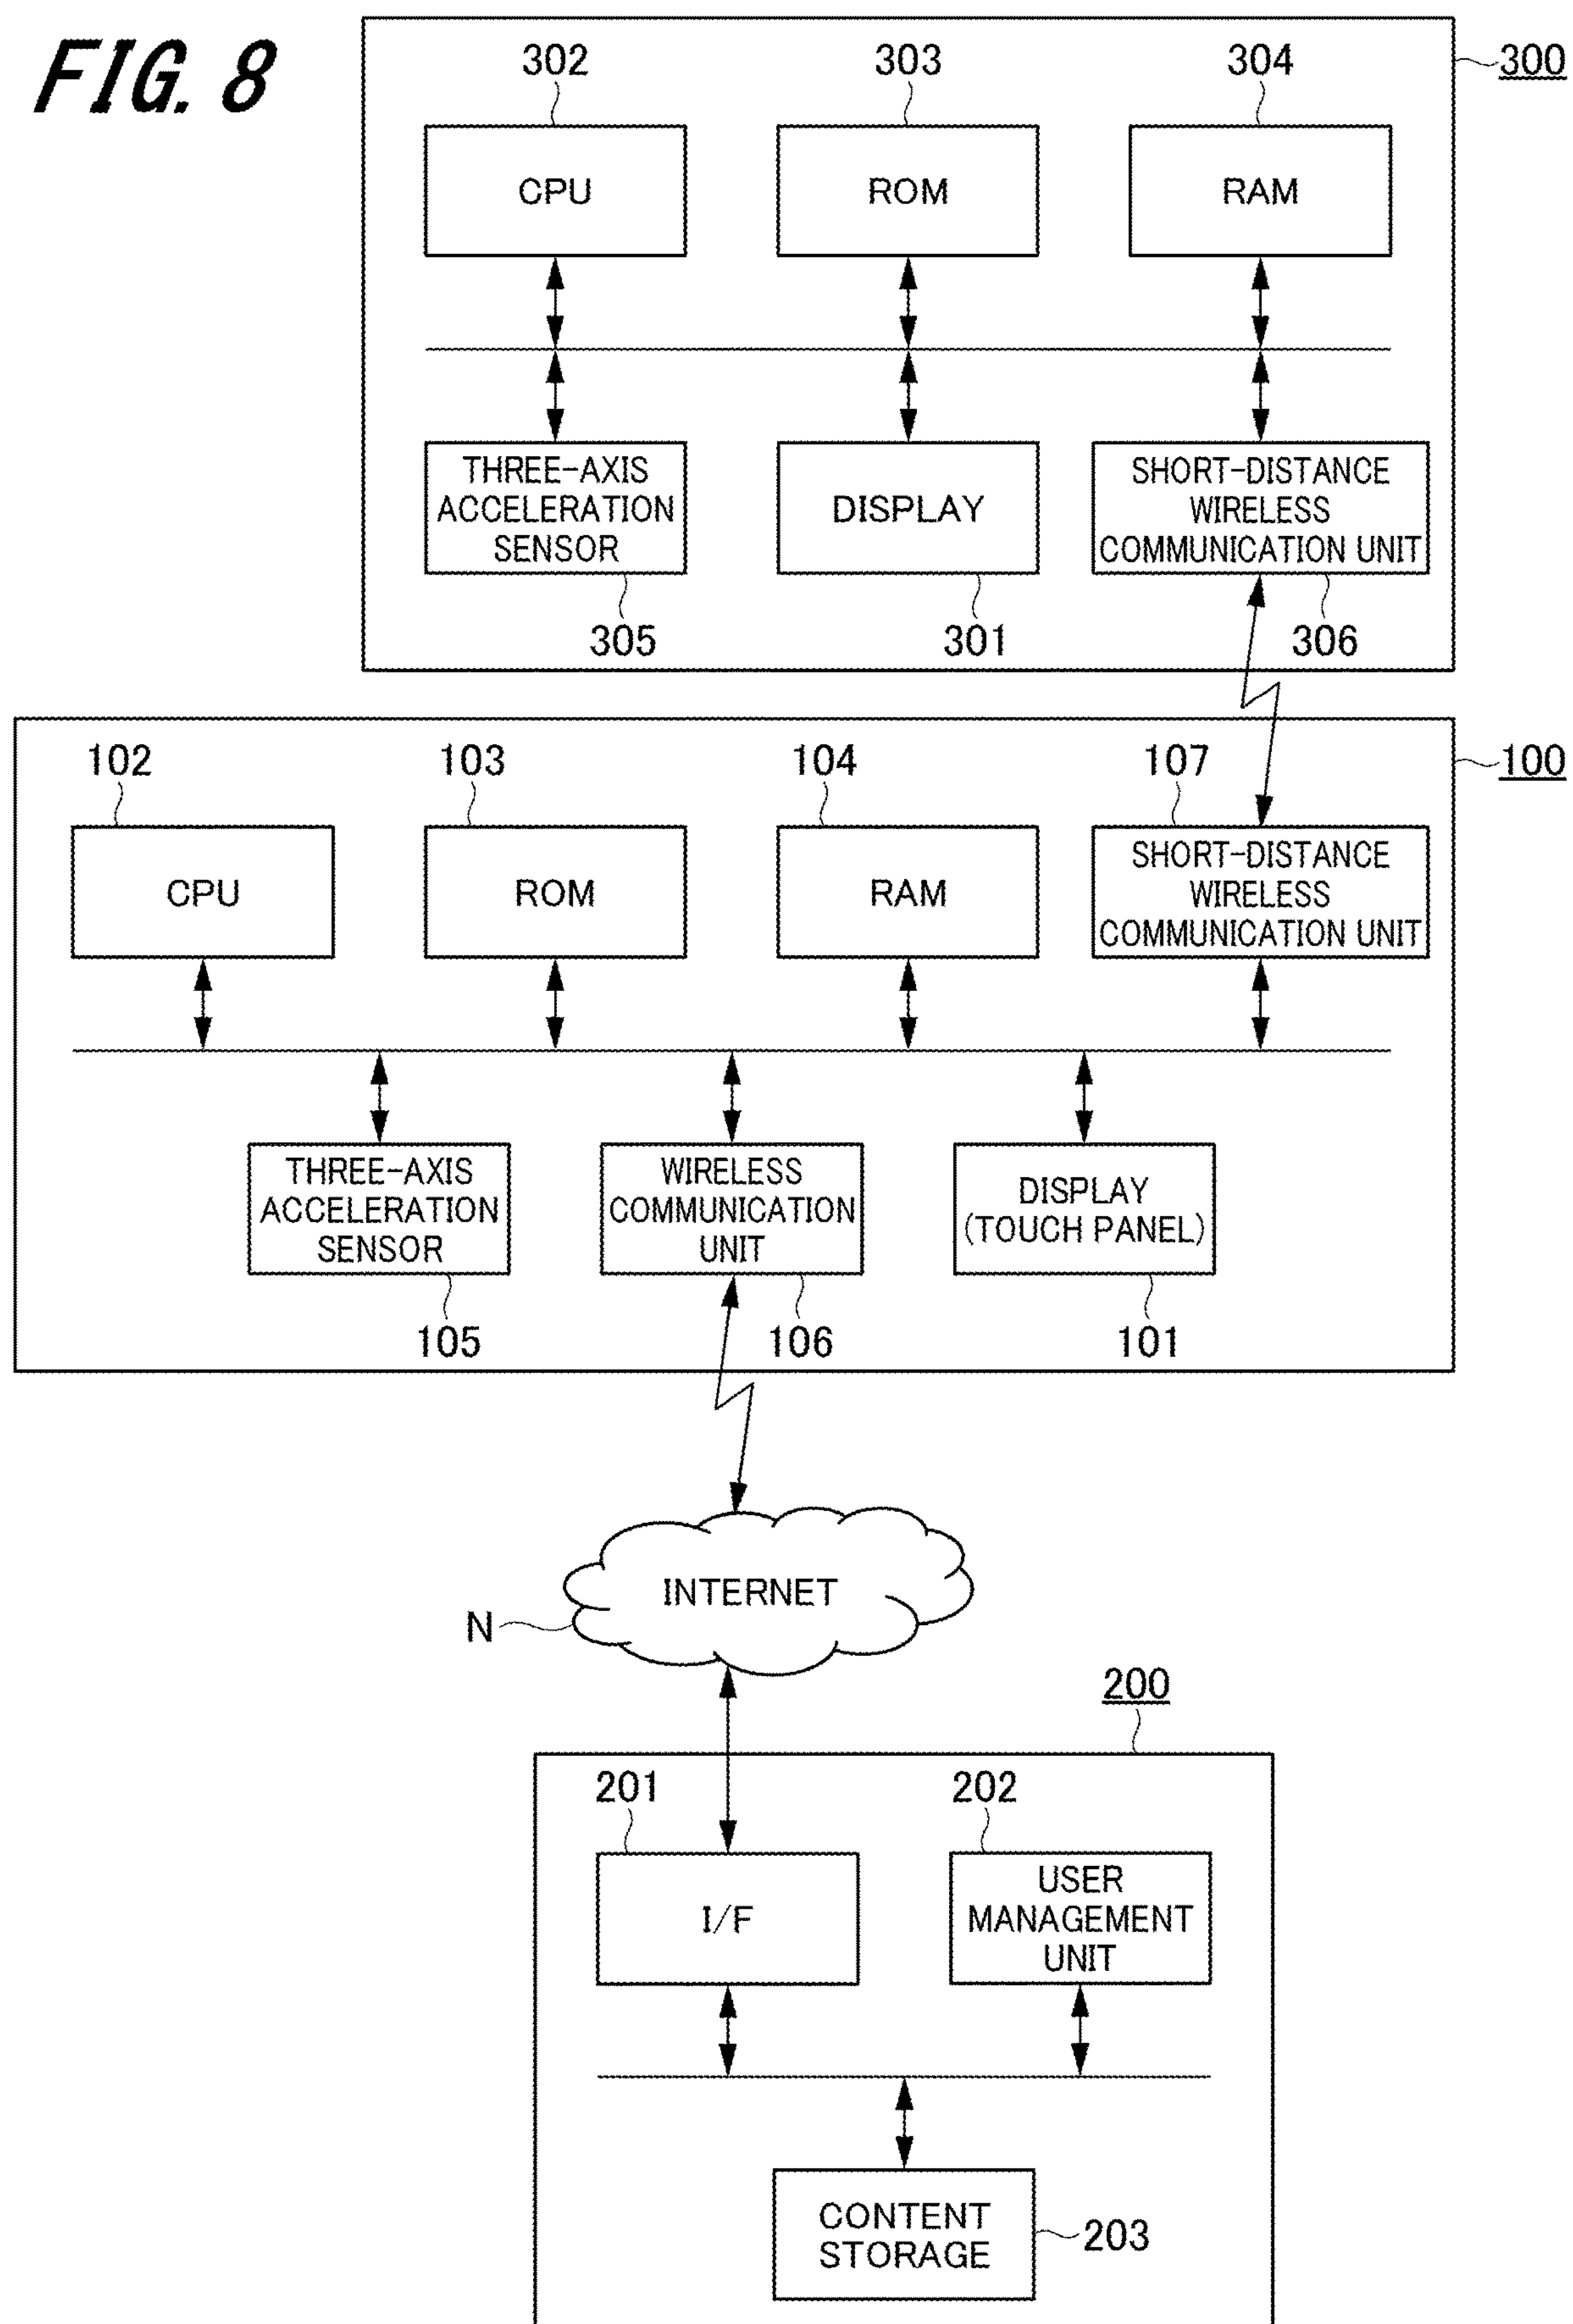 FIG. 8
302
303
304
300
CPU
ROM
RAM
THREE-AXIS
ACCELERATION
SENSOR
DISPLAY
SHORT-DISTANCE
WIRELESS
COMMUNICATION UNIT
305
301
306
102
103
104
107
100
CPU
ROM
RAM
SHORT-DISTANCE
WIRELESS
COMMUNICATION UNIT
THREE-AXIS
ACCELERATION
SENSOR
WIRELESS
COMMUNICATION
UNIT
DISPLAY
(TOUCH PANEL)
105
106
101
INTERNET
N
200
201
202
I/F
USER
MANAGEMENT
UNIT
CONTENT
STORAGE
203